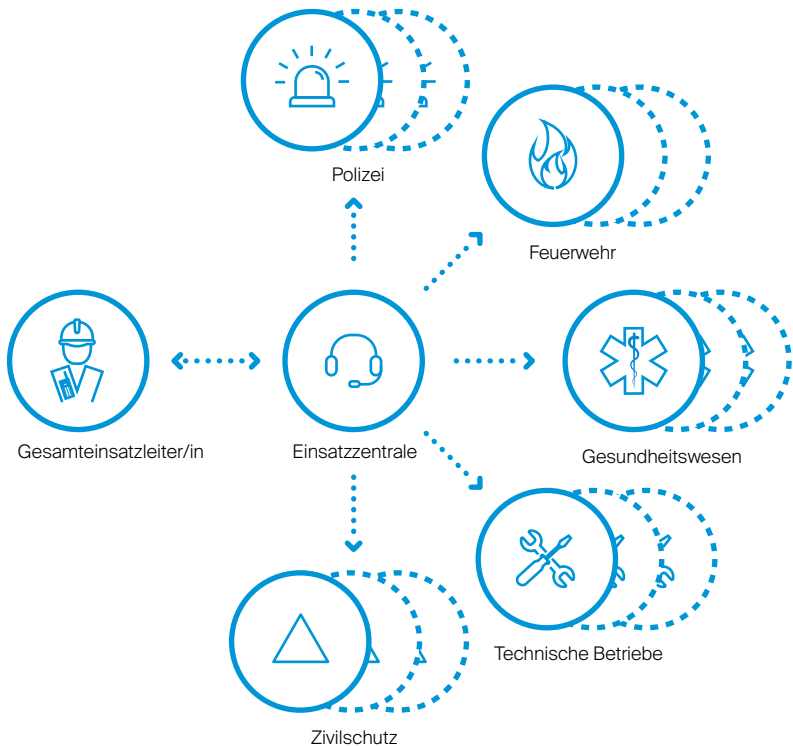 Polizei
Feuerwehr
Gesamteinsatzleiter/in
Einsatzzentrale
Gesundheitswesen
Technische Betriebe
Zivilschutz